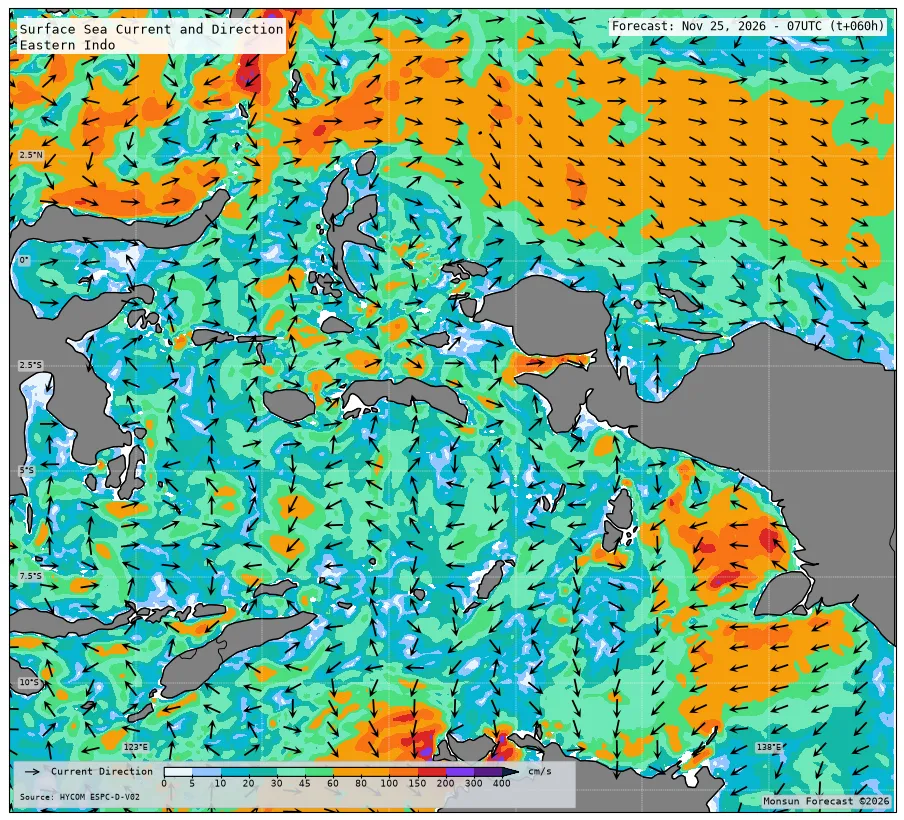 Surface Sea Current and Direction
Eastern Indo
Forecast: Nov 25, 2026 - 07UTC (t+060h)
2.5°N
0°
2.5°S
5°S
7.5°S
10°S
123°E
138°E
Current Direction
0 5 10 20 30 45 60 80 100 150 200 300 400
cm/s
Source: HYCOM ESPC-D-V02
Monsun Forecast ©2026